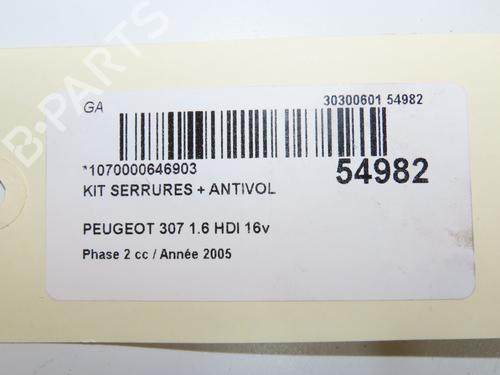 GA
30300601 54982
*1070000646903
54982
KIT SERRURES + ANTIVOL
PEUGEOT 307 1.6 HDI 16v
Phase 2 cc / Année 2005
B-PARTS